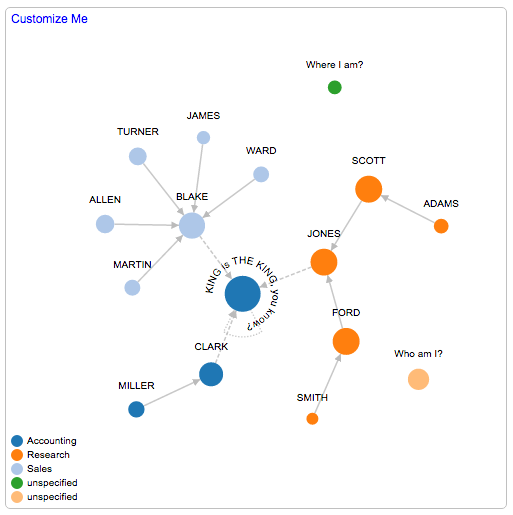 Customize Me
Where I am?
JAMES
TURNER
WARD
SCOTT
ALLEN
BLAKE
ADAMS
JONES
MARTIN
KING is THE KING, you know?
FORD
CLARK
Who am I?
MILLER
SMITH
Accounting
Research
Sales
unspecified
unspecified